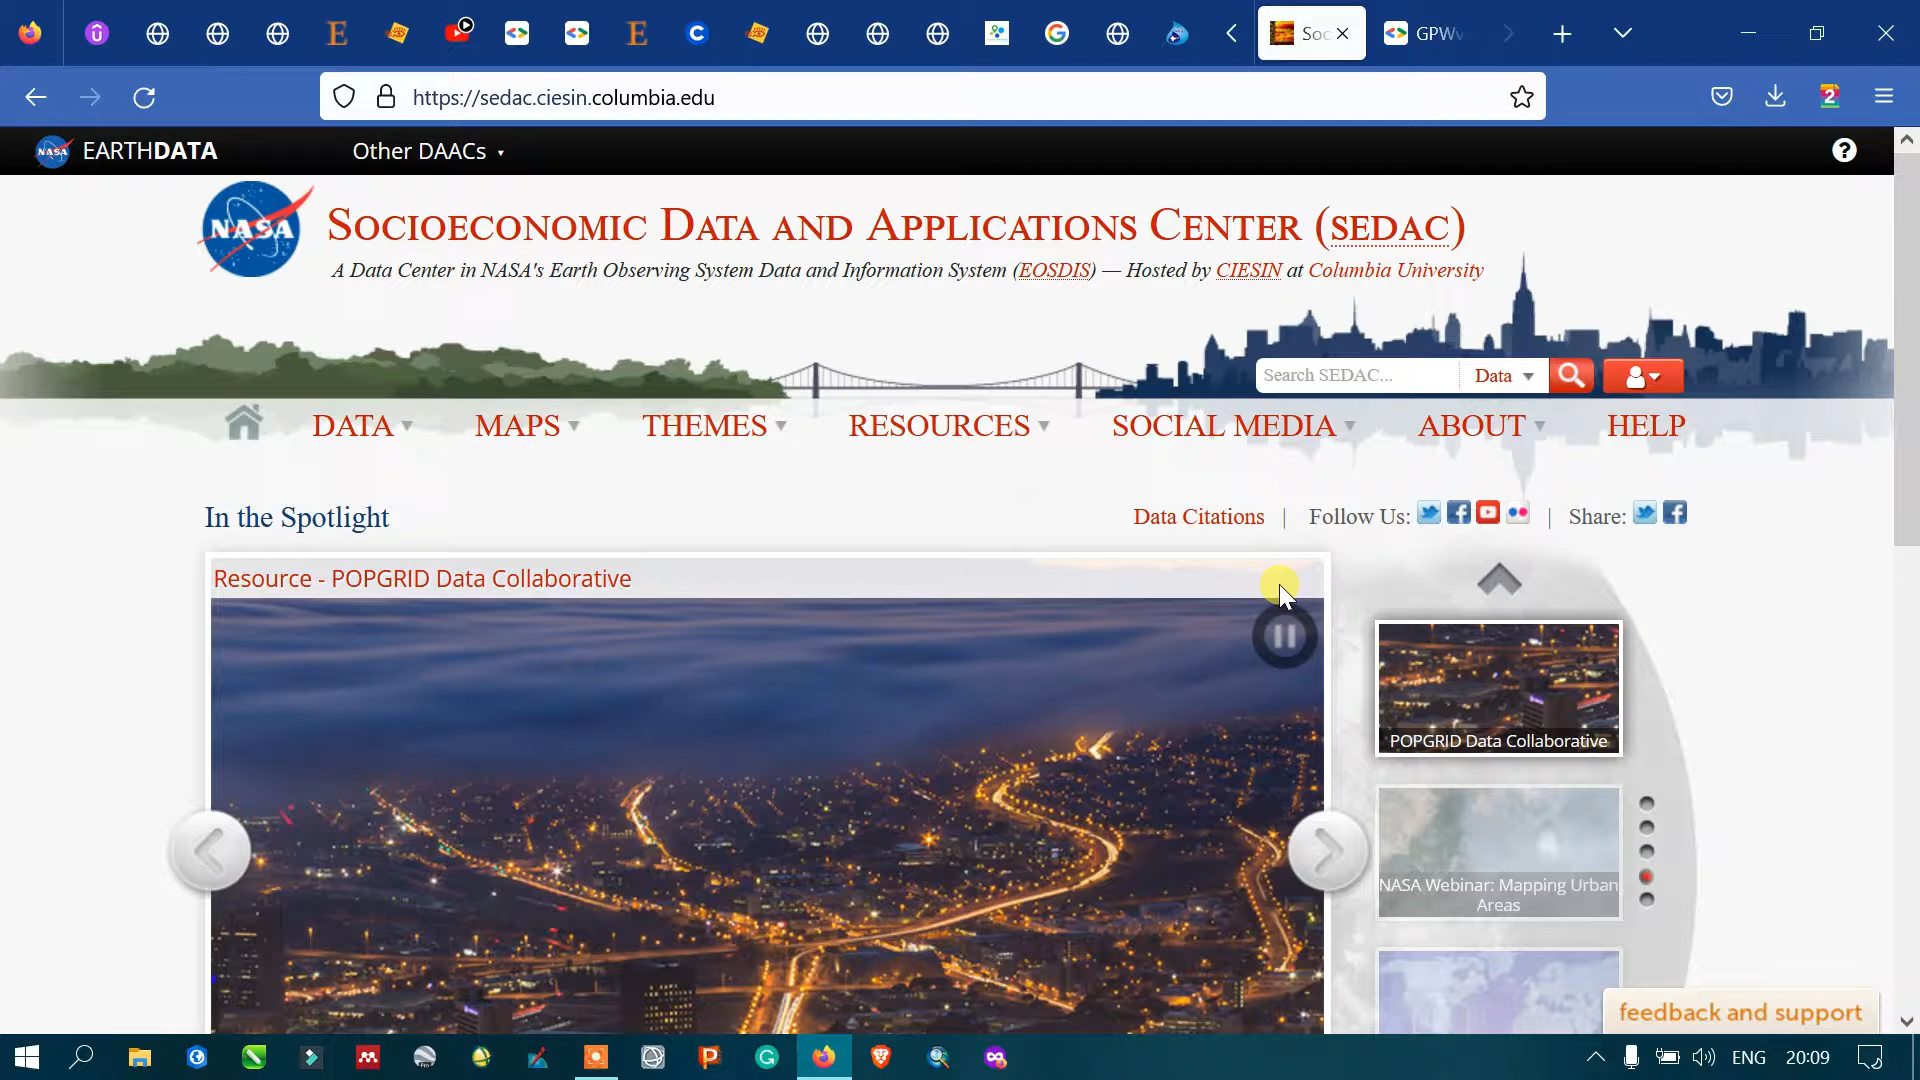 Soc
GPWv
https://sedac.ciesin.columbia.edu
2
NASA EARTHDATA
Other DAACs
?
NASA
SOCIOECONOMIC DATA AND APPLICATIONS CENTER (SEDAC)
A Data Center in NASA's Earth Observing System Data and Information System (EOSDIS) — Hosted by CIESIN at Columbia University
Search SEDAC...
Data
DATA
MAPS
THEMES
RESOURCES
SOCIAL MEDIA
ABOUT
HELP
In the Spotlight
Data Citations | Follow Us: | Share:
Resource - POPGRID Data Collaborative
POPGRID Data Collaborative
NASA Webinar: Mapping Urban
Areas
feedback and support
ENG
20:09